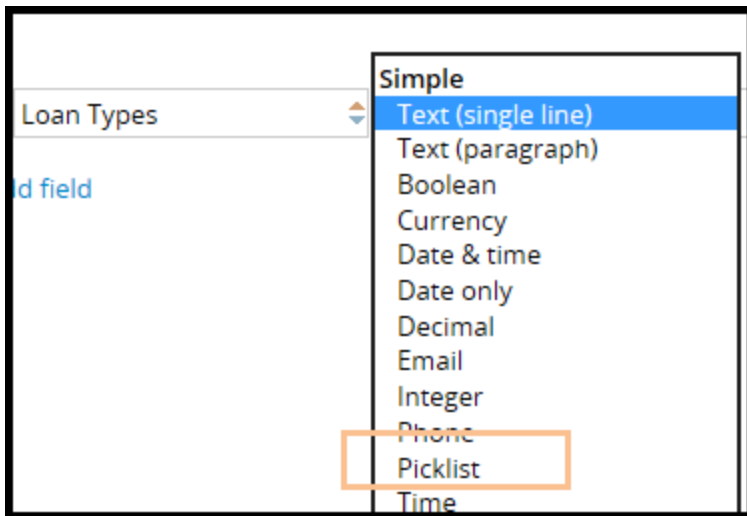 Simple
Loan Types
Text (single line)
Text (paragraph)
ld field
Boolean
Currency
Date & time
Date only
Decimal
Email
Integer
Phone
Picklist
Time